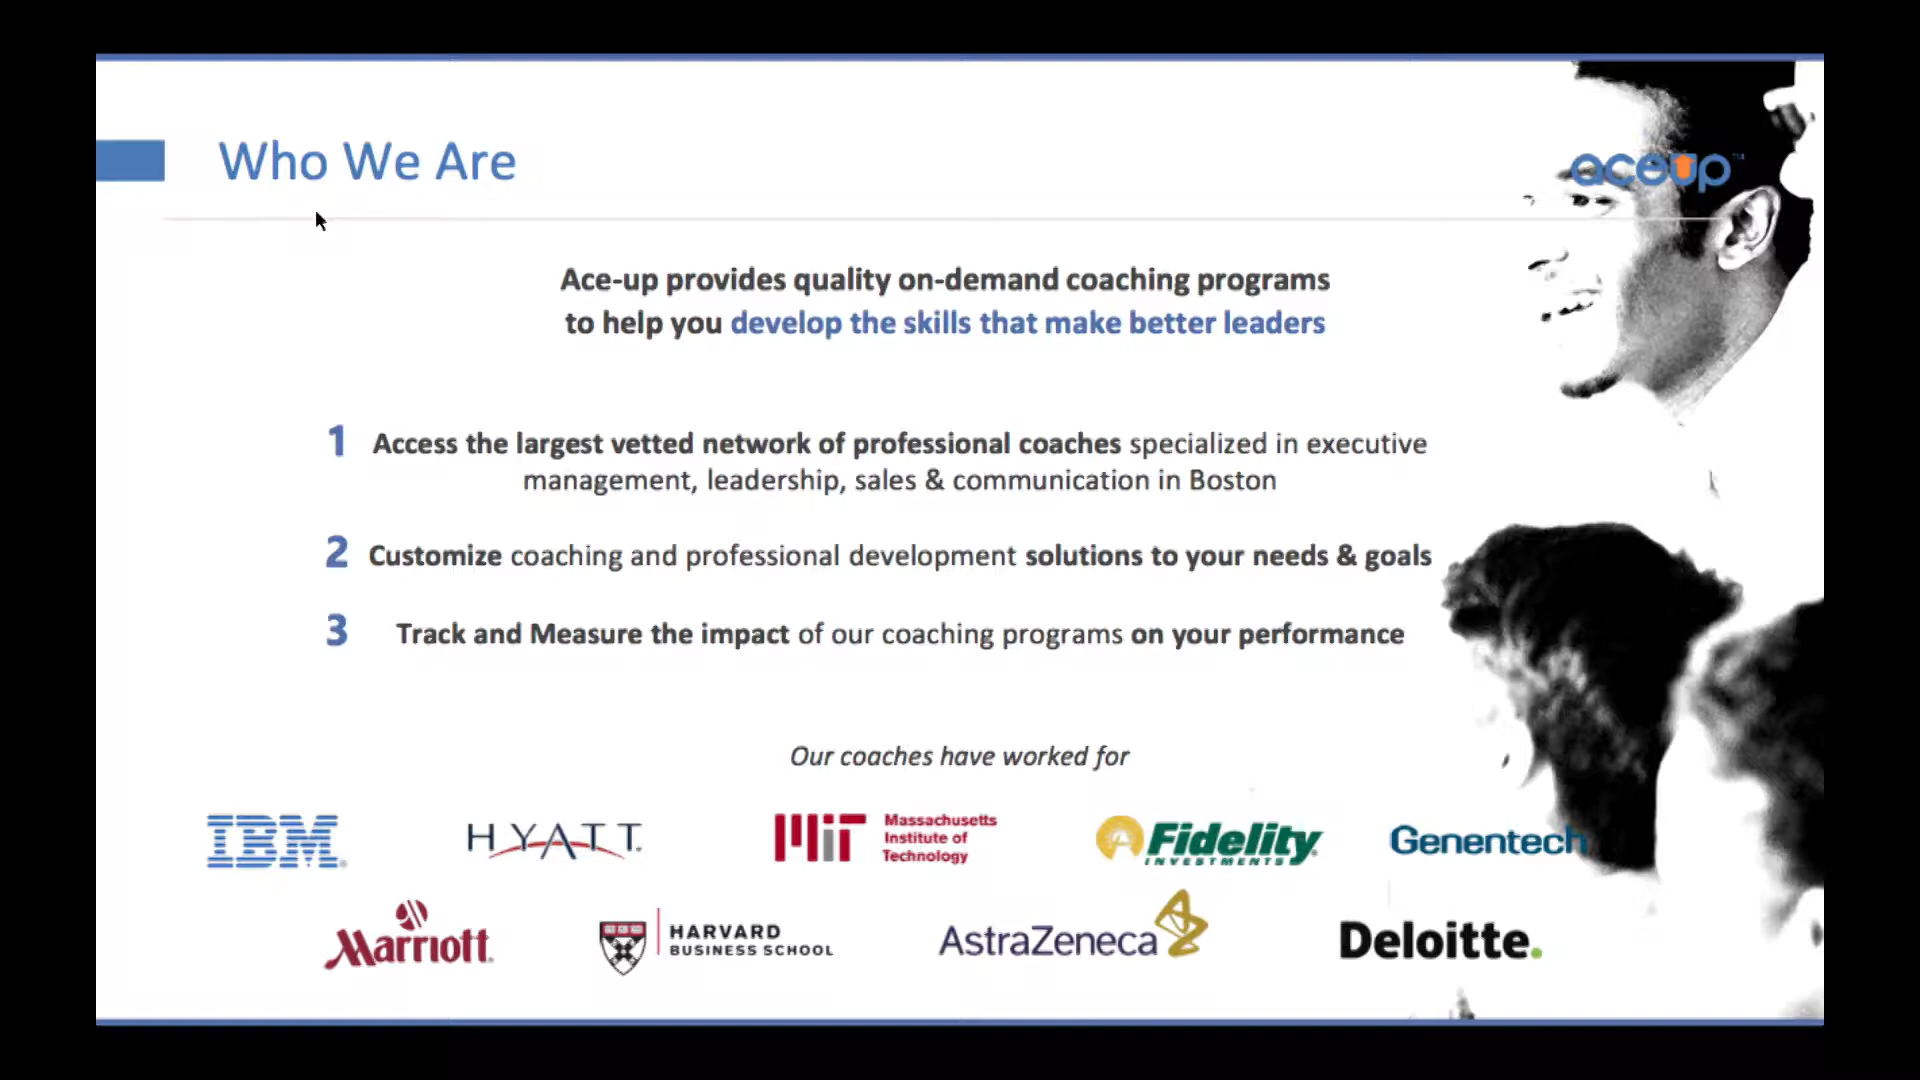 Who We Are
aceup™
Ace-up provides quality on-demand coaching programs
to help you develop the skills that make better leaders
1 Access the largest vetted network of professional coaches specialized in executive
management, leadership, sales & communication in Boston
2 Customize coaching and professional development solutions to your needs & goals
3 Track and Measure the impact of our coaching programs on your performance
Our coaches have worked for
IBM®
HYATT
MIT
Massachusetts
Institute of
Technology
Fidelity
INVESTMENTS
Genentech
Marriott
HARVARD
BUSINESS SCHOOL
AstraZeneca
Deloitte.